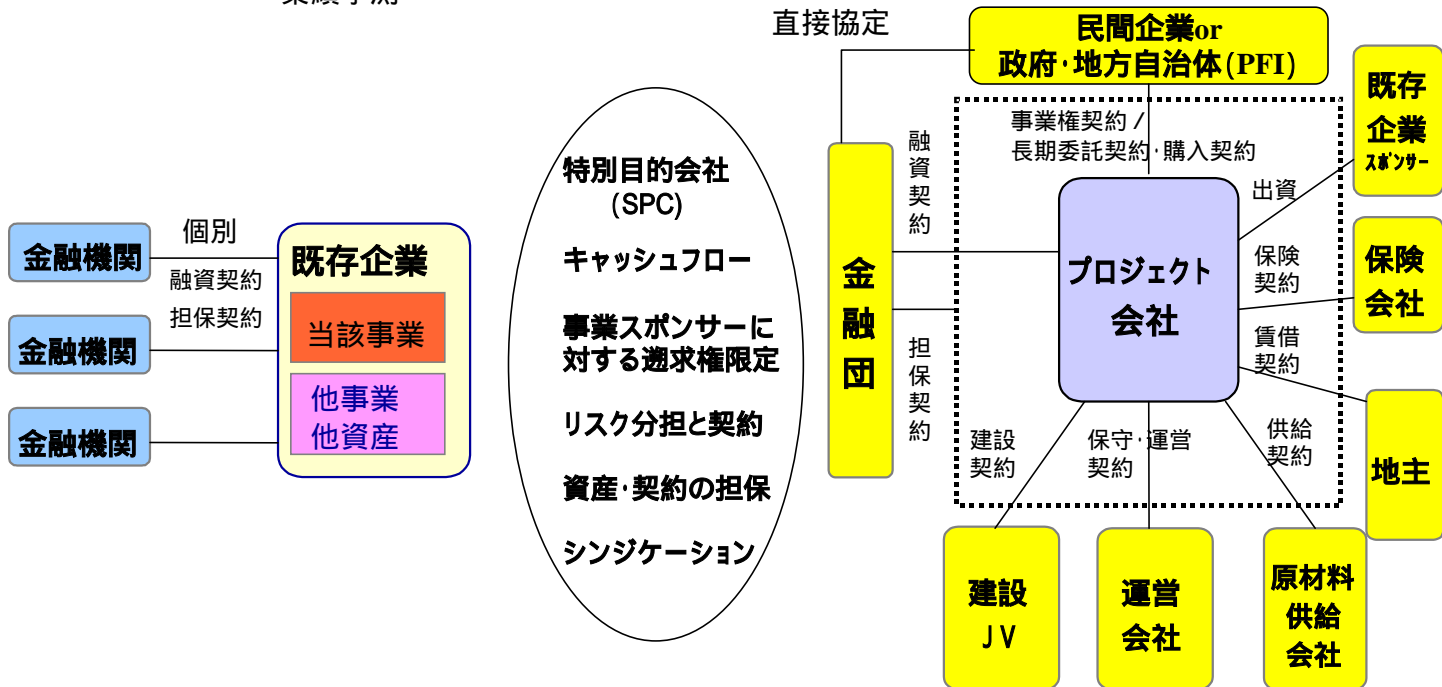 直接協定
民間企業or
政府・地方自治体(PFI)
既存
企業
スポンサー
事業権契約 /
長期委託契約・購入契約
融資契約
出資
特別目的会社
(SPC)
キャッシュフロー
事業スポンサーに
対する遡求権限定
リスク分担と契約
資産・契約の担保
シンジケーション
金融機関
金融機関
金融機関
個別
融資契約
担保契約
既存企業
当該事業
他事業
他資産
金融団
担保契約
プロジェクト
会社
保険
契約
保険
会社
賃借
契約
地主
建設
契約
保守・運営
契約
供給
契約
建設
JV
運営
会社
原材料
供給
会社